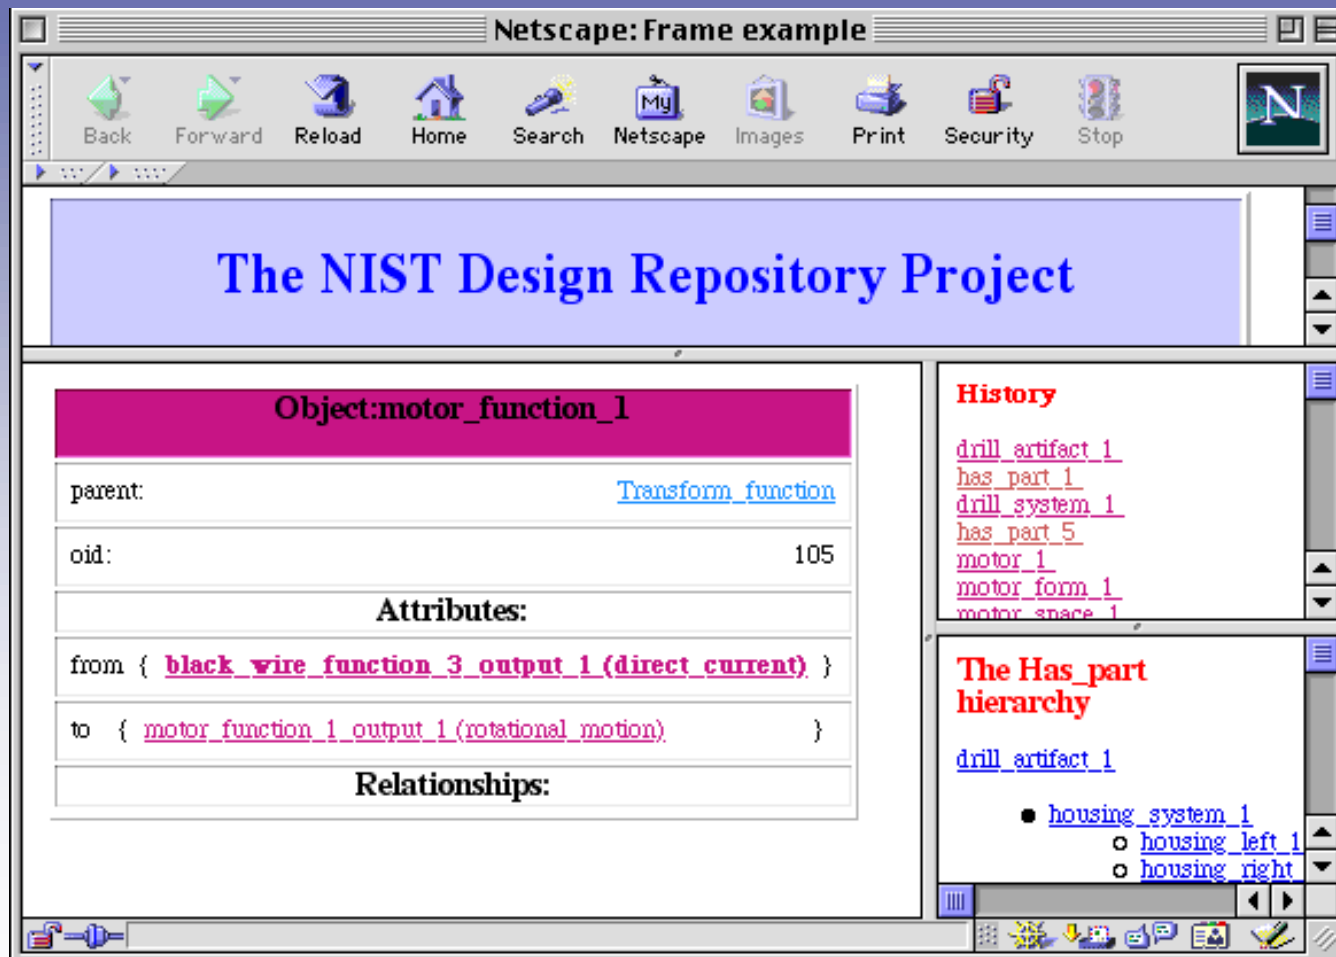 Netscape: Frame example
Back Forward Reload Home Search Netscape Images Print Security Stop
My
N
The NIST Design Repository Project
Object:motor_function_1
parent: Transform_function
oid: 105
Attributes:
from { black_wire_function_3_output_1 (direct_current) }
to { motor_function_1_output_1 (rotational_motion) }
Relationships:
History
drill_artifact_1
has_part_1
drill_system_1
has_part_5
motor_1
motor_form_1
motor_space_1
The Has_part
hierarchy
drill_artifact_1
housing_system_1
housing_left_1
housing_right_